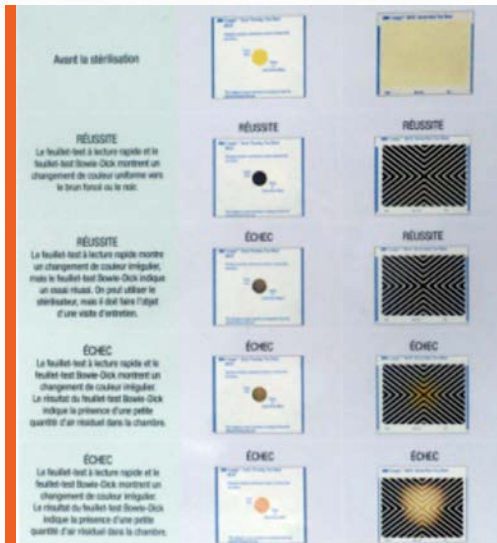 Avant la stérilisation
RÉUSSITE
Le feuillet-test à lecture rapide et le
feuillet-test Bowie-Dick montrent un
changement de couleur uniforme vers
le brun foncé ou le noir.
RÉUSSITE
RÉUSSITE
RÉUSSITE
Le feuillet-test à lecture rapide montre
un changement de couleur irrégulier,
mais le feuillet-test Bowie-Dick indique
un essai réussi. On peut utiliser le
stérilisateur, mais il doit faire l'objet
d'une visite d'entretien.
ÉCHEC
RÉUSSITE
ÉCHEC
Le feuillet-test à lecture rapide et le
feuillet-test Bowie-Dick montrent un
changement de couleur irrégulier.
Le résultat du feuillet-test Bowie-Dick
indique la présence d'une petite
quantité d'air résiduel dans la chambre.
ÉCHEC
ÉCHEC
ÉCHEC
Le feuillet-test à lecture rapide et le
feuillet-test Bowie-Dick montrent un
changement de couleur irrégulier.
Le résultat du feuillet-test Bowie-Dick
indique la présence d'une petite
quantité d'air résiduel dans la chambre.
ÉCHEC
ÉCHEC